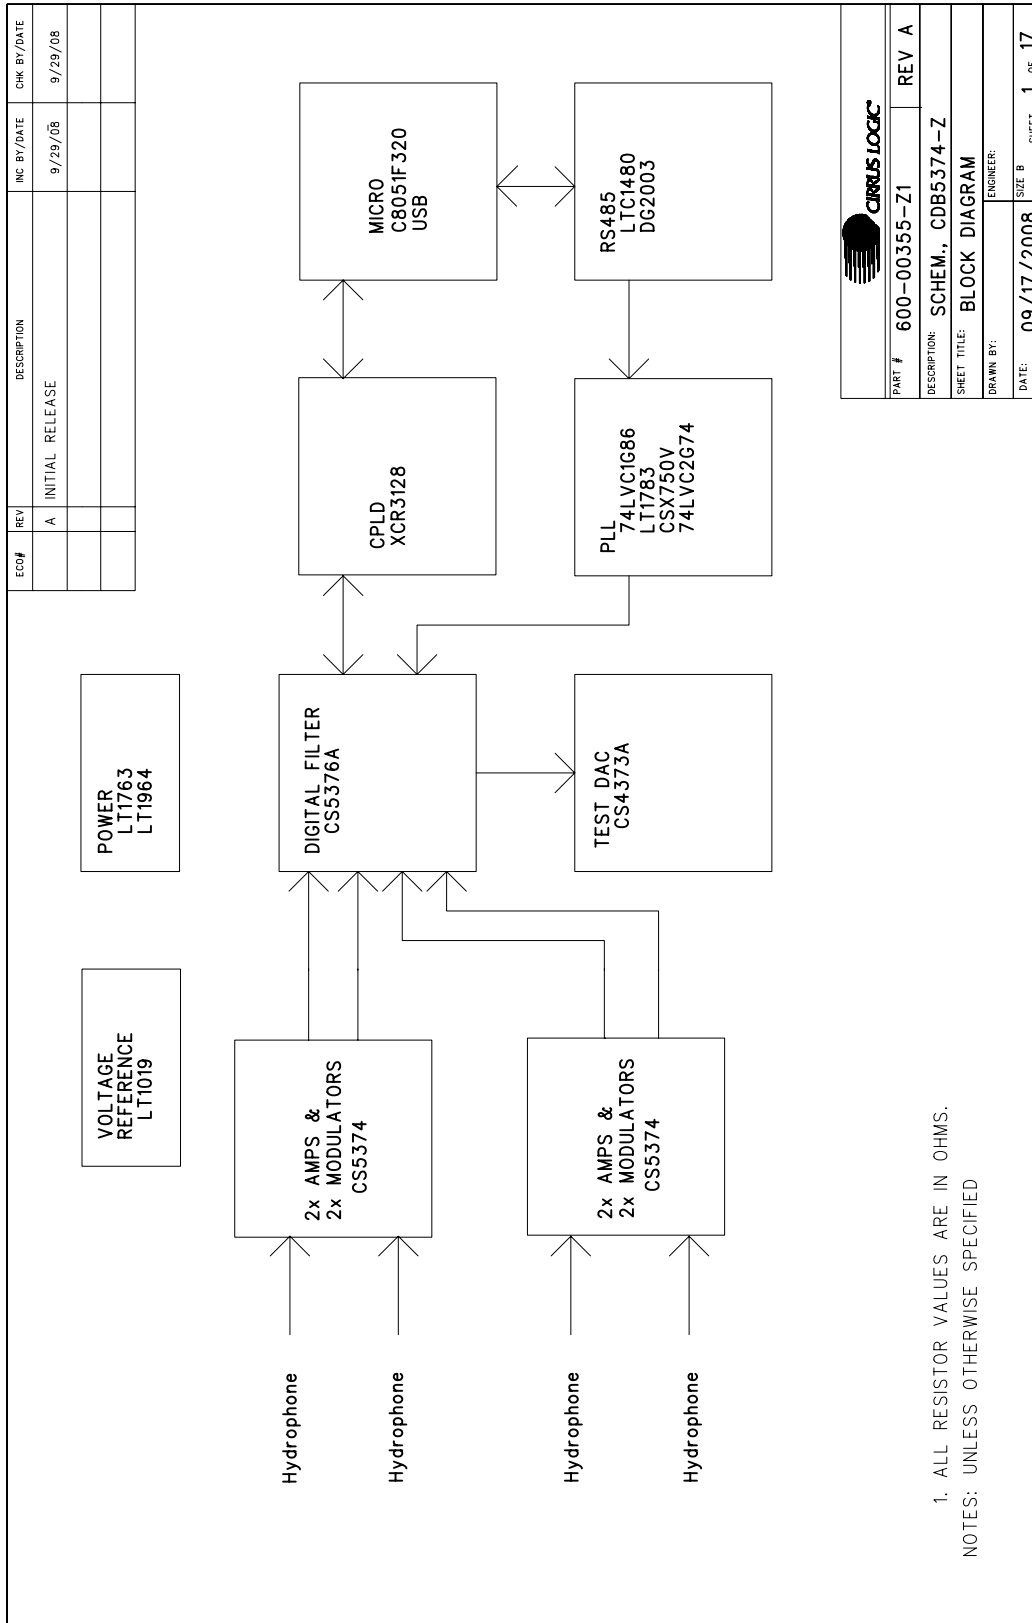 ECO#
REV
DESCRIPTION
INC BY/DATE
CHK BY/DATE
A
INITIAL RELEASE
9/29/08
9/29/08
VOLTAGE
REFERENCE
LT1019
POWER
LT1763
LT1964
Hydrophone
Hydrophone
2x AMPS &
2x MODULATORS
CS5374
DIGITAL FILTER
CS5376A
CPLD
XCR3128
MICRO
C8051F320
USB
Hydrophone
Hydrophone
2x AMPS &
2x MODULATORS
CS5374
TEST DAC
CS4373A
PLL
74LVC1G86
LT1783
CSX750V
74LVC2G74
RS485
LTC1480
DG2003
1. ALL RESISTOR VALUES ARE IN OHMS.
NOTES: UNLESS OTHERWISE SPECIFIED
CIRRUS LOGIC
PART # 600-00355-Z1 REV A
DESCRIPTION: SCHEM., CDB5374-Z
SHEET TITLE: BLOCK DIAGRAM
DRAWN BY: ENGINEER:
DATE: 09/17/2008 SIZE B SHEET 1 OF 17